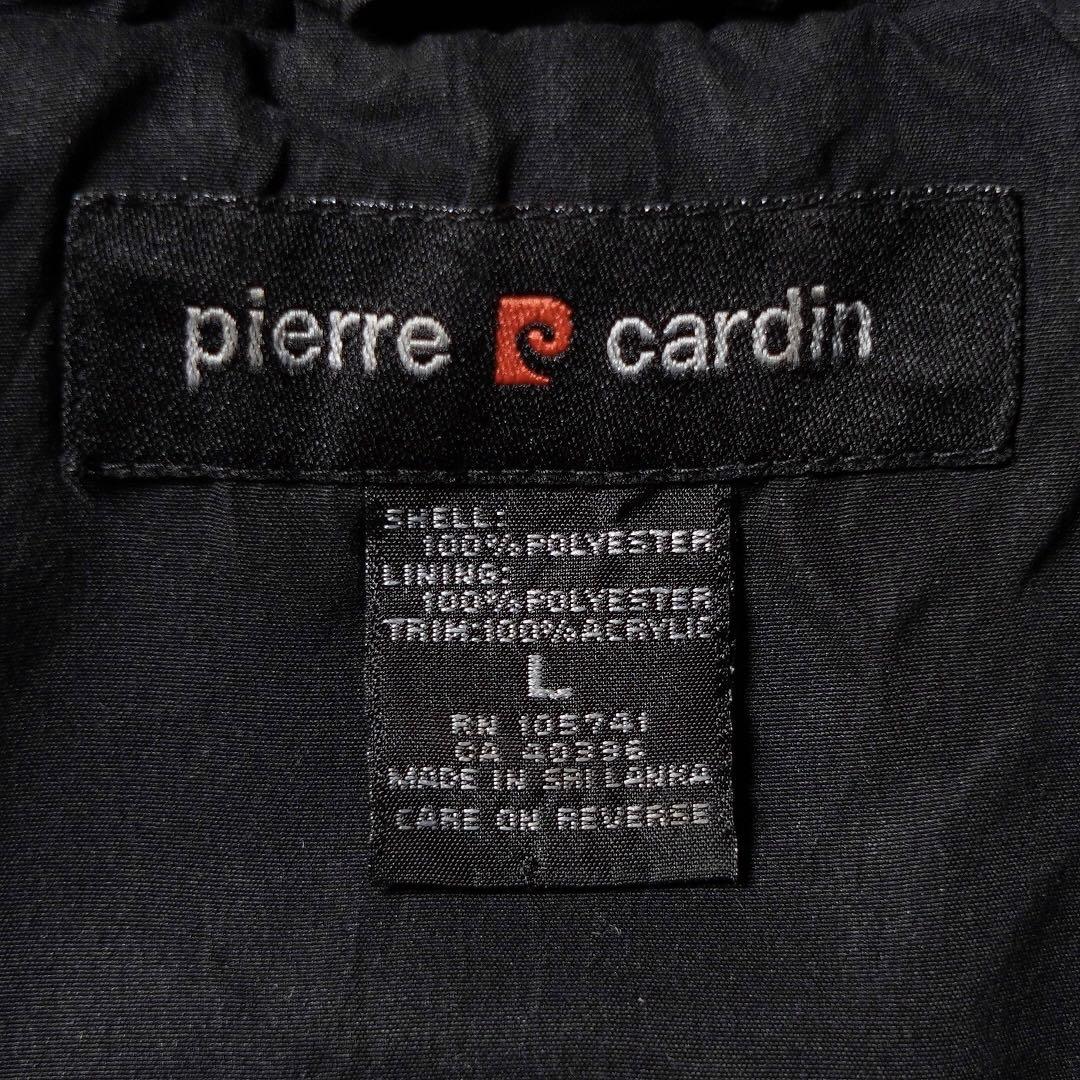 pierre cardin
SHELL:
100% POLYESTER
LINING:
100% POLYESTER
TRIM: 100% ACRYLIC
L
RN 105741
CA 40396
MADE IN SRI LANKA
CARE ON REVERSE